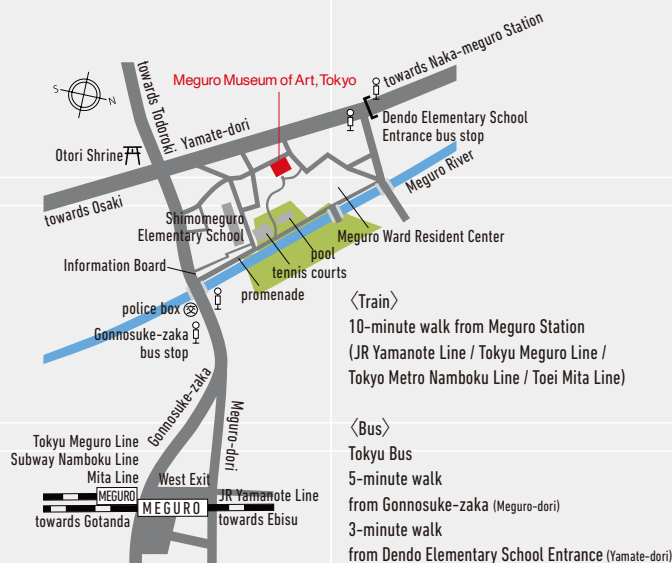 towards Naka-meguro Station
Meguro Museum of Art, Tokyo
towards Todoroki
S
N
Yamate-dori
Dendo Elementary School
Entrance bus stop
Otori Shrine
Meguro River
towards Osaki
Shimomeguro
Elementary School
Meguro Ward Resident Center
pool
tennis courts
Information Board
promenade
police box
交
Gonnosuke-zaka
bus stop
〈Train〉
10-minute walk from Meguro Station
(JR Yamanote Line / Tokyu Meguro Line /
Tokyo Metro Namboku Line / Toei Mita Line)
Gonnosuke-zaka
Meguro-dori
〈Bus〉
Tokyu Bus
5-minute walk
from Gonnosuke-zaka (Meguro-dori)
3-minute walk
from Dendo Elementary School Entrance (Yamate-dori)
Tokyu Meguro Line
Subway Namboku Line
Mita Line
West Exit
MEGURO
JR Yamanote Line
MEGURO
towards Gotanda
towards Ebisu